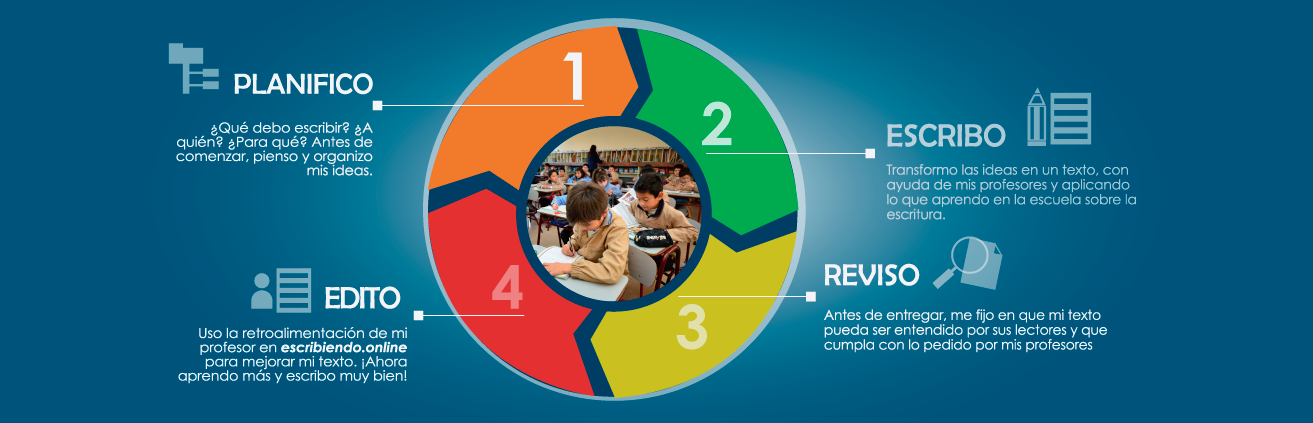 1
PLANIFICO
¿Qué debo escribir? ¿A
quién? ¿Para qué? Antes de
comenzar, pienso y organizo
mis ideas.
2
ESCRIBO
Transformo las ideas en un texto, con
ayuda de mis profesores y aplicando
lo que aprendo en la escuela sobre la
escritura.
3
REVISO
Antes de entregar, me fijo en que mi texto
pueda ser entendido por sus lectores y que
cumpla con lo pedido por mis profesores
4
EDITO
Uso la retroalimentación de mi
profesor en escribiendo.online
para mejorar mi texto. ¡Ahora
aprendo más y escribo muy bien!